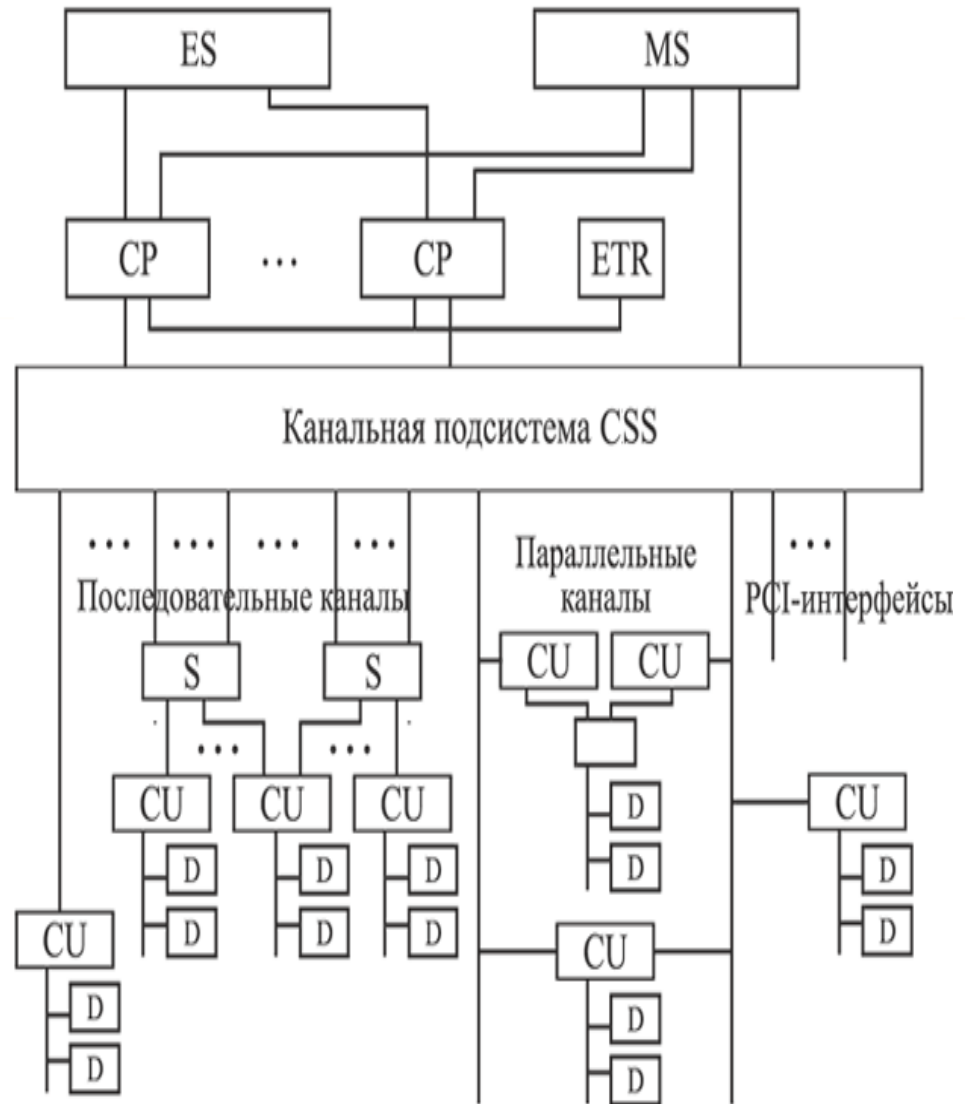 ES MS
CP ... CP ETR
Канальная подсистема CSS
... ... ... ... ...
Последовательные каналы
Параллельные
каналы
PCI-интерфейсы
S S CU CU
... ...
CU CU CU D CU
D D D D D
D D D D
CU CU
D D
D D